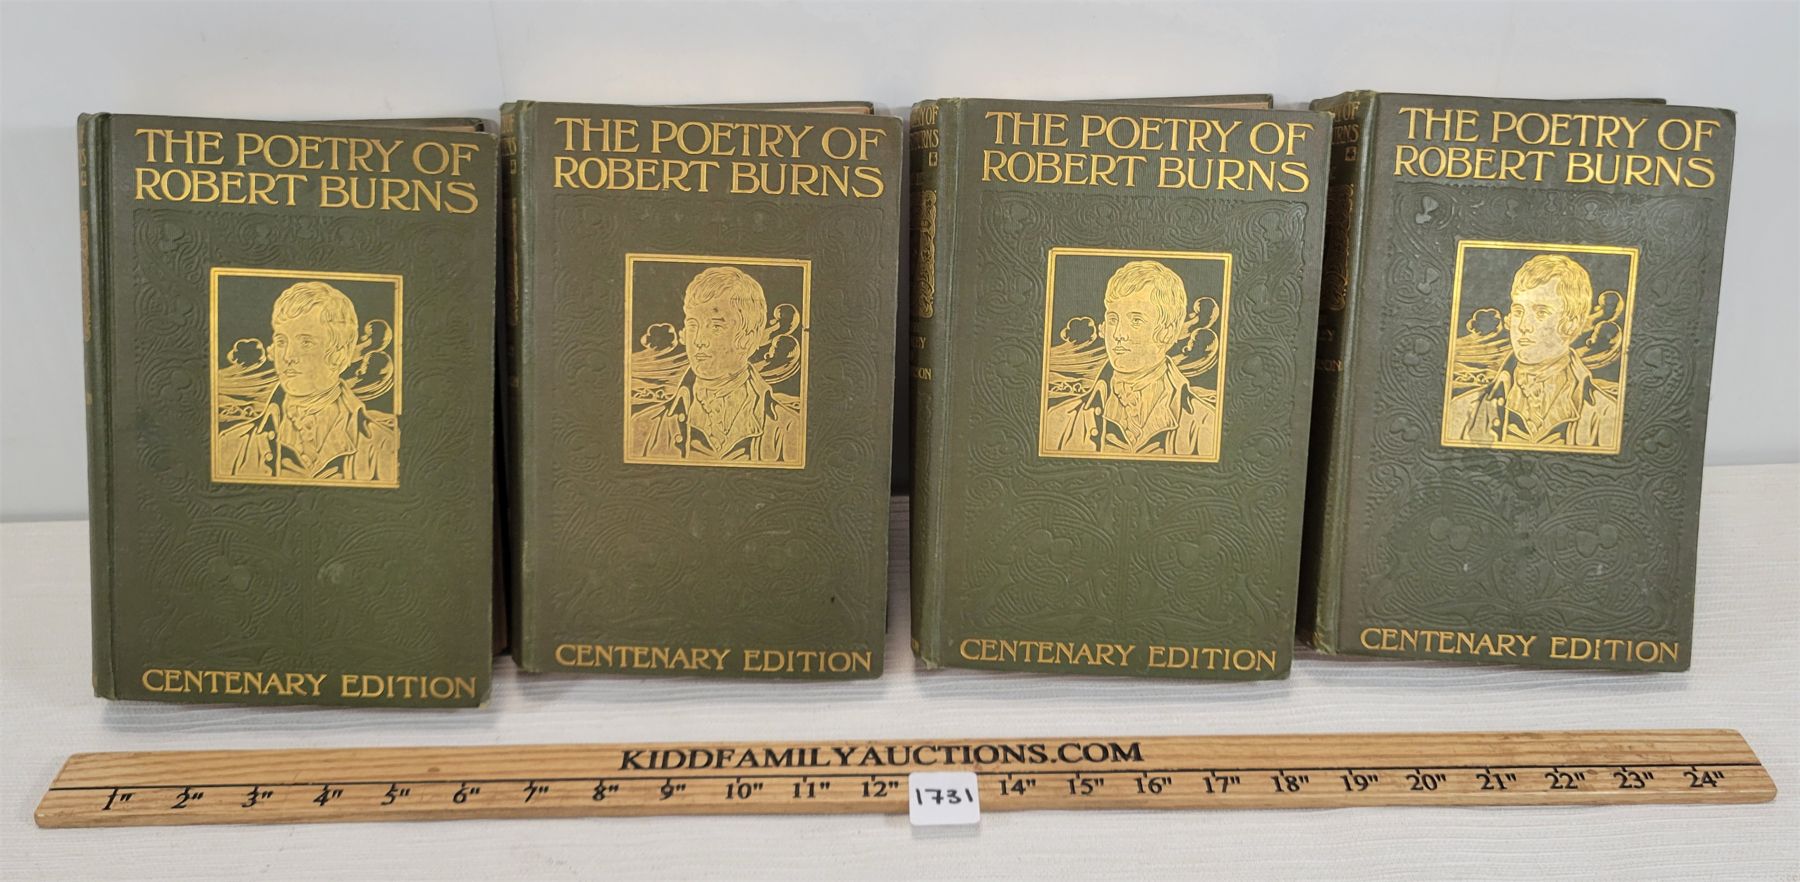 THE POETRY OF
ROBERT BURNS
CENTENARY EDITION
THE POETRY OF
ROBERT BURNS
CENTENARY EDITION
THE POETRY OF
ROBERT BURNS
CENTENARY EDITION
THE POETRY OF
ROBERT BURNS
CENTENARY EDITION
KIDDFAMILYAUCTIONS.COM
1" 2" 3" 4" 5" 6" 7" 8" 9" 10" 11" 12" 14" 15" 16" 17" 18" 19" 20" 21" 22" 23" 24"
1731